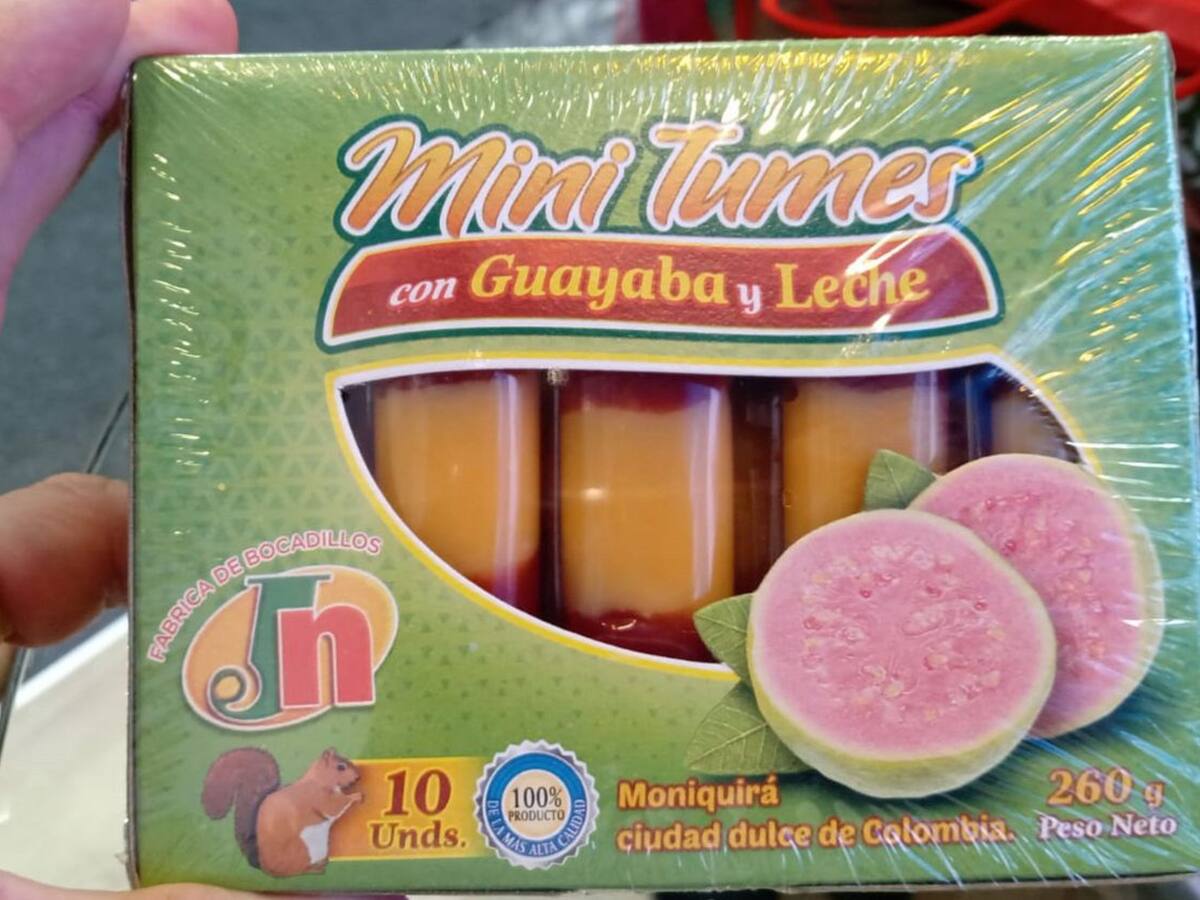 Mini Tumes
con Guayaba y Leche
FABRICA DE BOCADILLOS
Jn
10
Unds.
100%
PRODUCTO
DE LA MAS ALTA CALIDAD
Moniquirá
ciudad dulce de Colombia.
260 g
Peso Neto